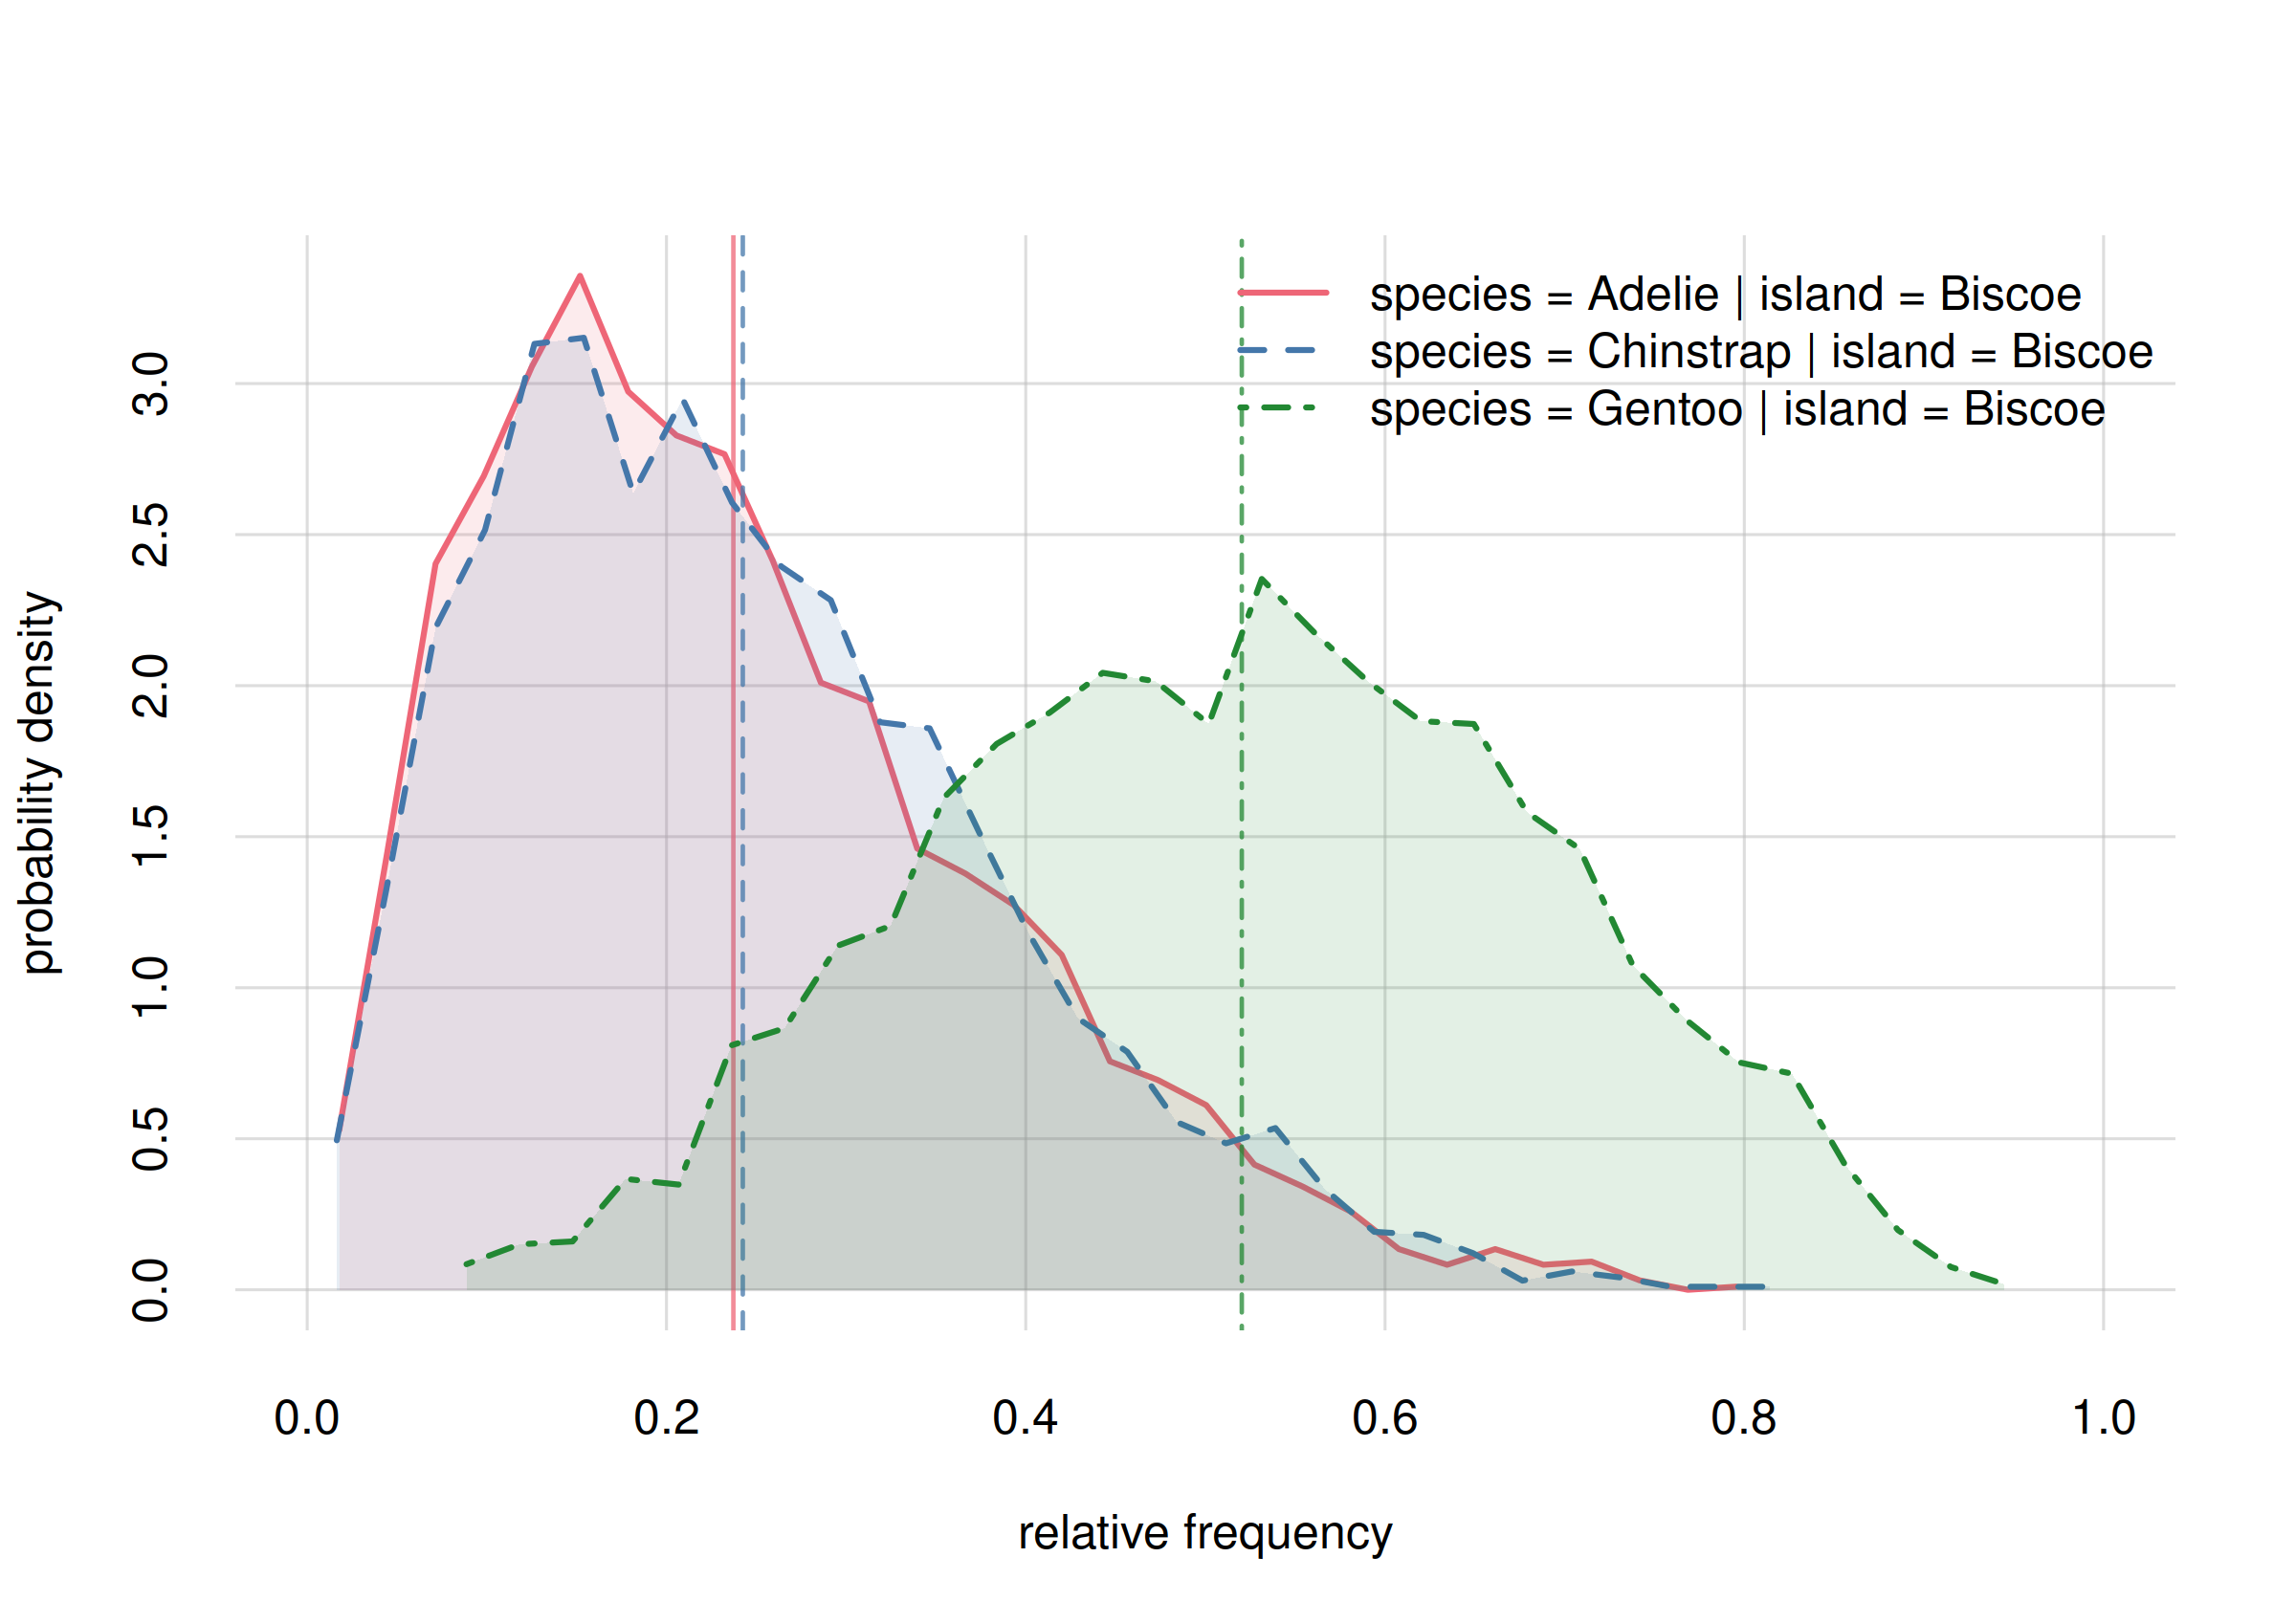 species = Adelie | island = Biscoe
species = Chinstrap | island = Biscoe
species = Gentoo | island = Biscoe
probability density
3.0
2.5
2.0
1.5
1.0
0.5
0.0
0.0 0.2 0.4 0.6 0.8 1.0
relative frequency